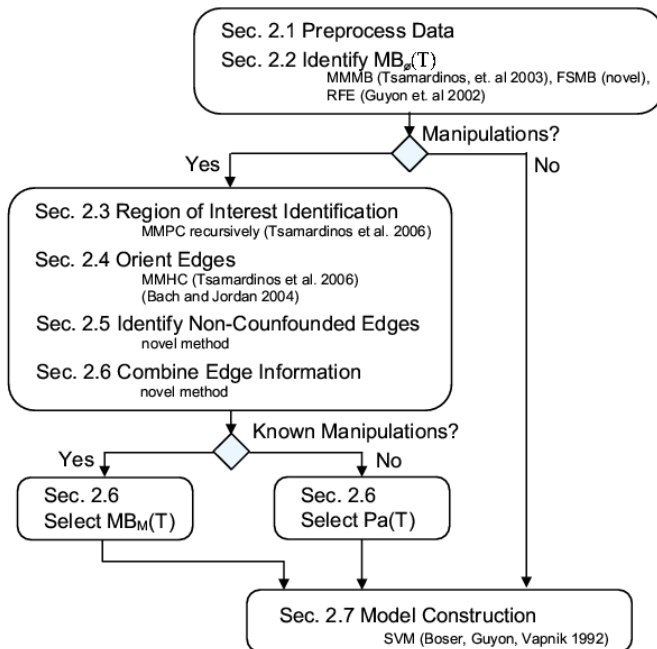 Sec. 2.1 Preprocess Data
Sec. 2.2 Identify MBø(T)
MMMB (Tsamardinos, et. al 2003), FSMB (novel),
RFE (Guyon et. al 2002)
Manipulations?
Yes
No
Sec. 2.3 Region of Interest Identification
MMPC recursively (Tsamardinos et al. 2006)
Sec. 2.4 Orient Edges
MMHC (Tsamardinos et al. 2006)
(Bach and Jordan 2004)
Sec. 2.5 Identify Non-Counfounded Edges
novel method
Sec. 2.6 Combine Edge Information
novel method
Known Manipulations?
Yes
No
Sec. 2.6
Select MBM(T)
Sec. 2.6
Select Pa(T)
Sec. 2.7 Model Construction
SVM (Boser, Guyon, Vapnik 1992)